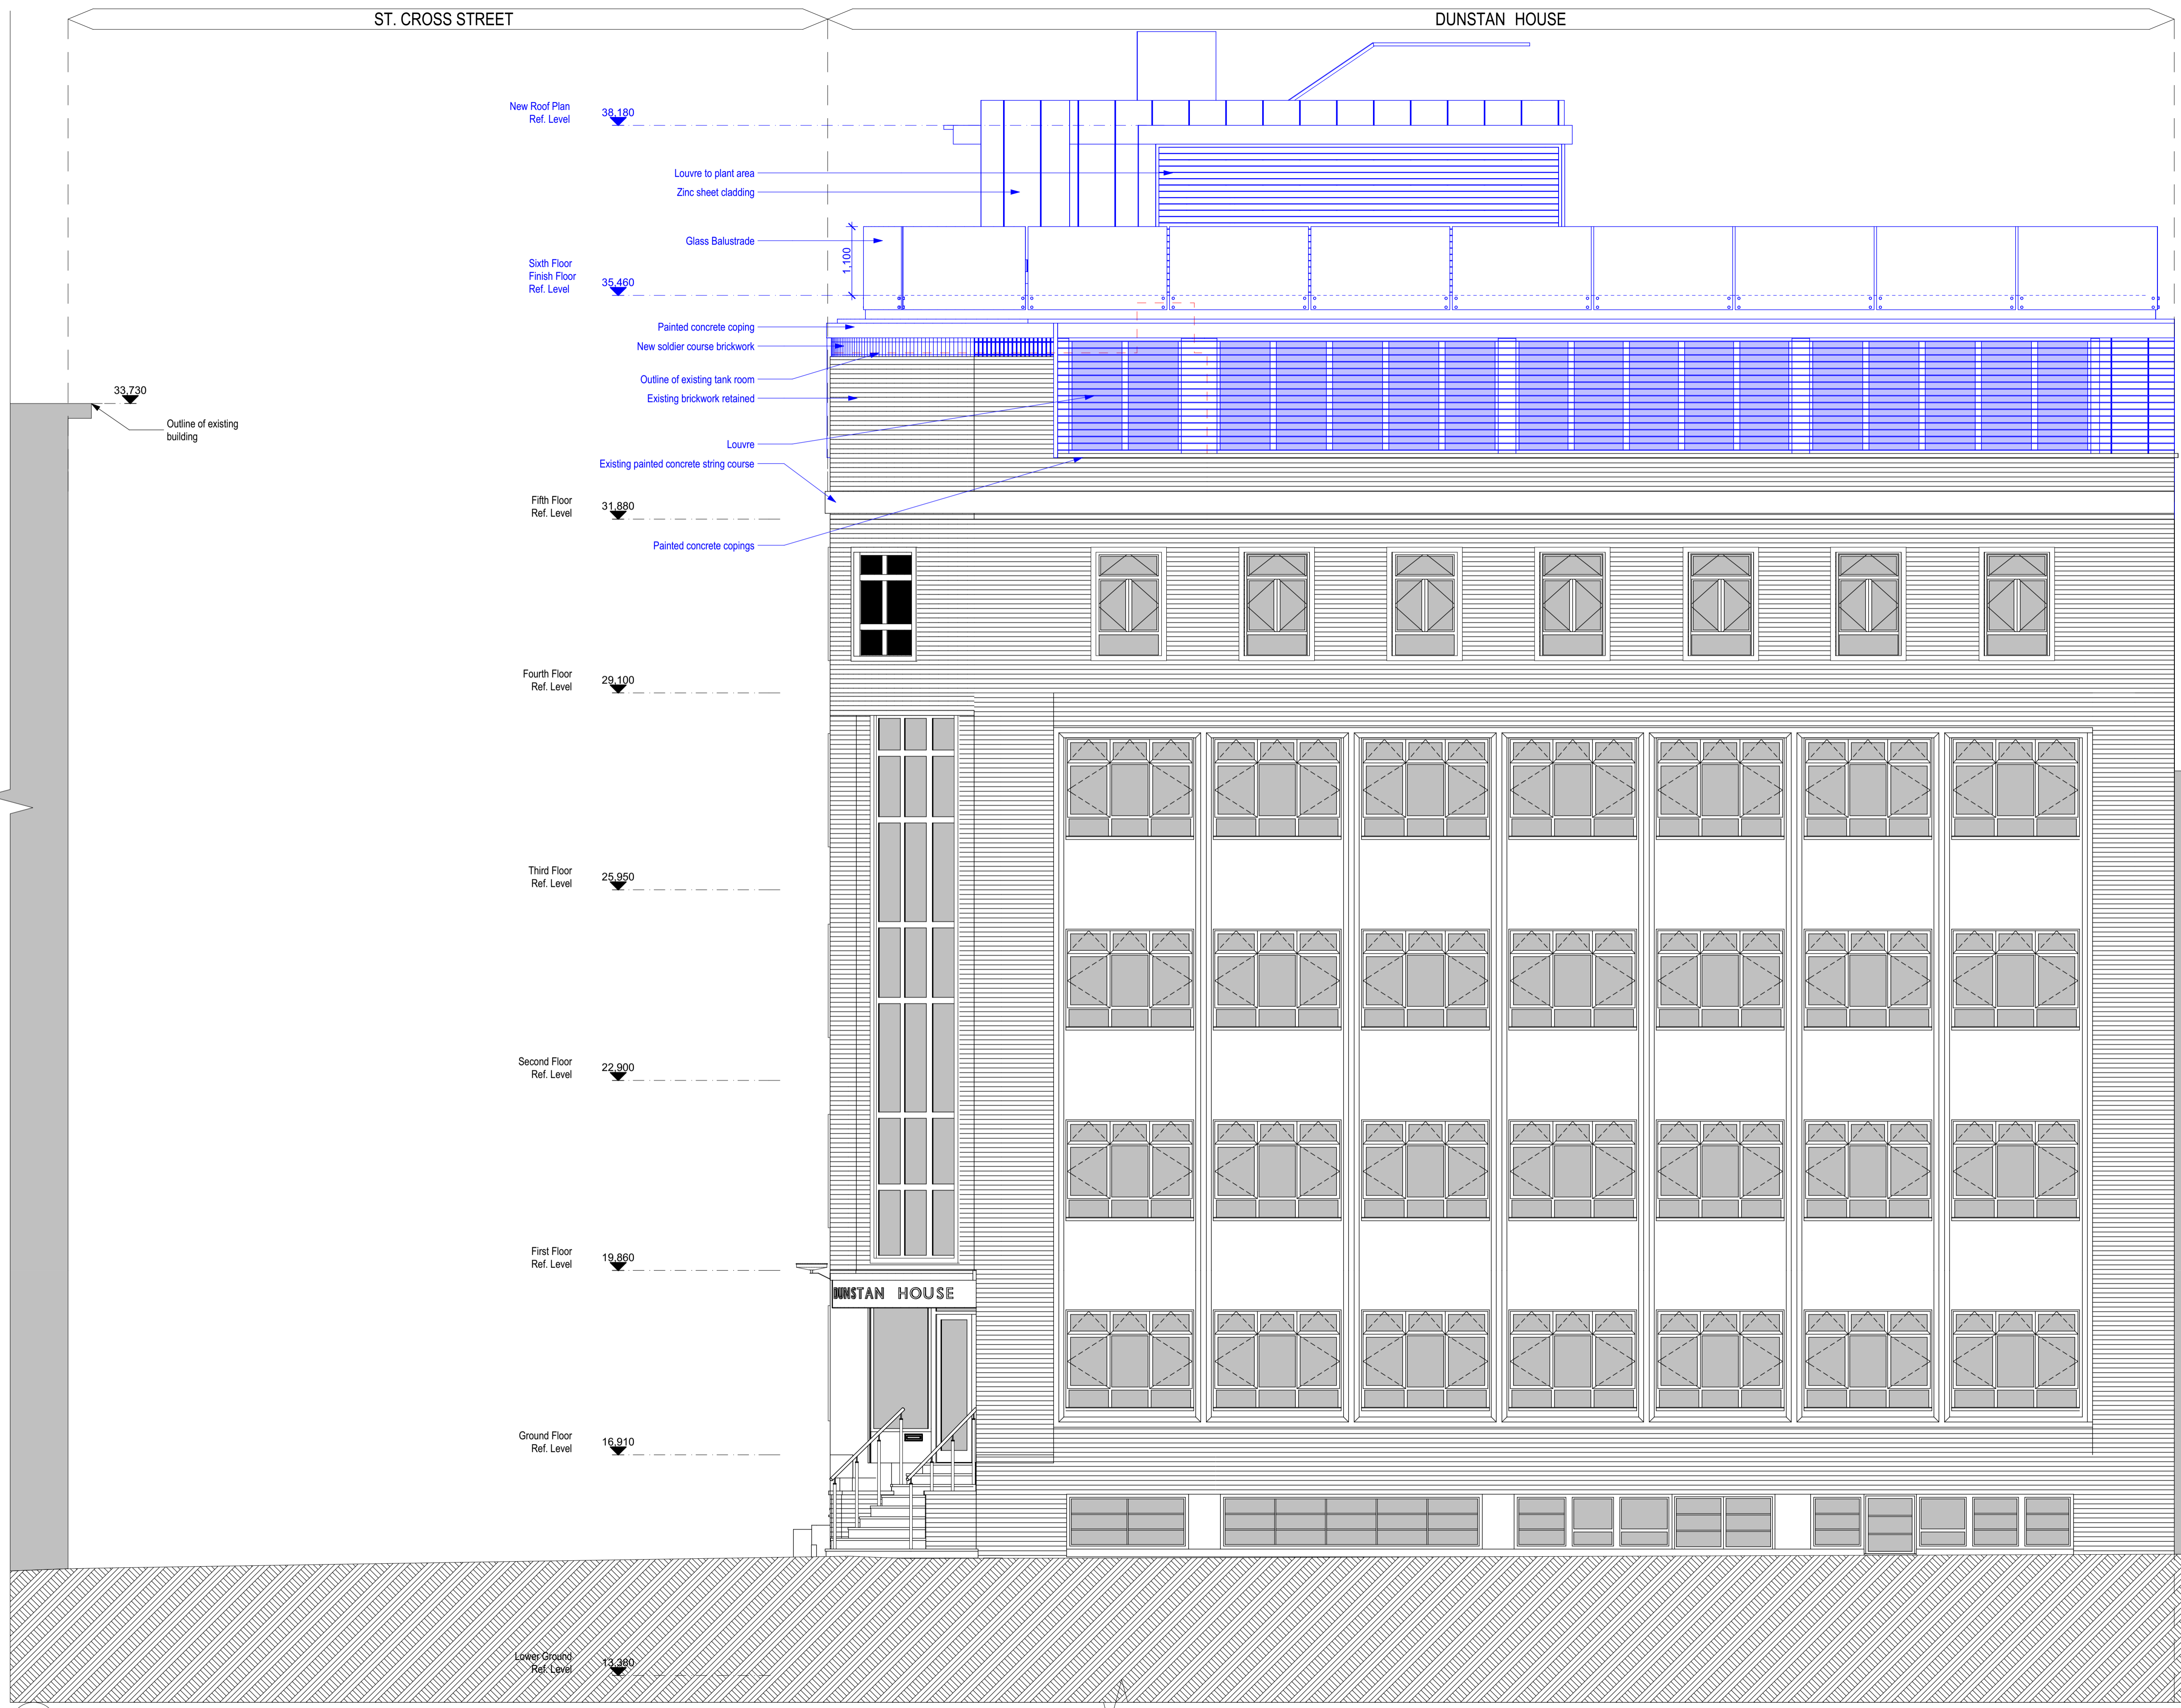 ST. CROSS STREET
DUNSTAN HOUSE
New Roof Plan
Ref. Level
38,180
Louvre to plant area
Zinc sheet cladding
Glass Balustrade
1,100
Sixth Floor
Finish Floor
Ref. Level
35,460
Painted concrete coping
New soldier course brickwork
Outline of existing tank room
Existing brickwork retained
33,730
Outline of existing
building
Louvre
Existing painted concrete string course
Fifth Floor
Ref. Level
31,880
Painted concrete copings
Fourth Floor
Ref. Level
29,100
Third Floor
Ref. Level
25,950
Second Floor
Ref. Level
22,900
First Floor
Ref. Level
19,860
DUNSTAN HOUSE
Ground Floor
Ref. Level
16,910
Lower Ground
Ref. Level
13,380